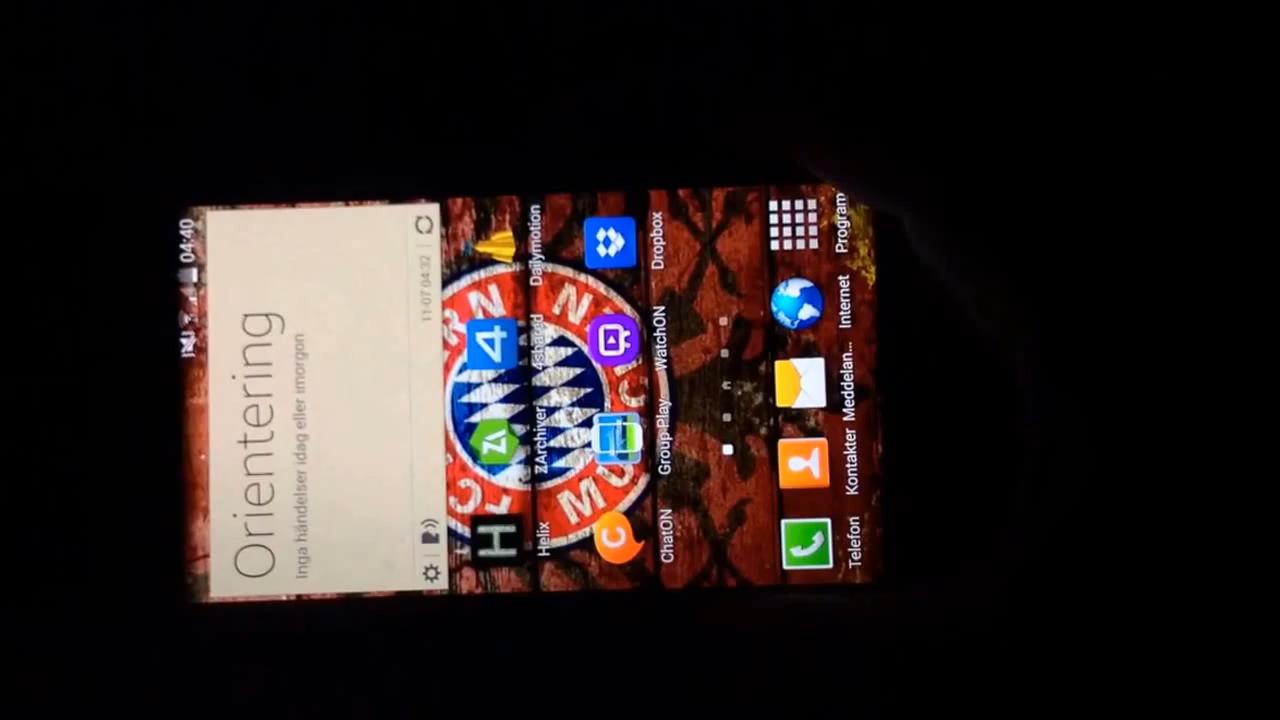 04:40
Orientering
Inga händelser idag eller imorgon
11-07 04:32
Helix ZArchiver 4shared Dailymotion
ChatON Group Play WatchON Dropbox
Telefon Kontakter Meddelan... Internet Program